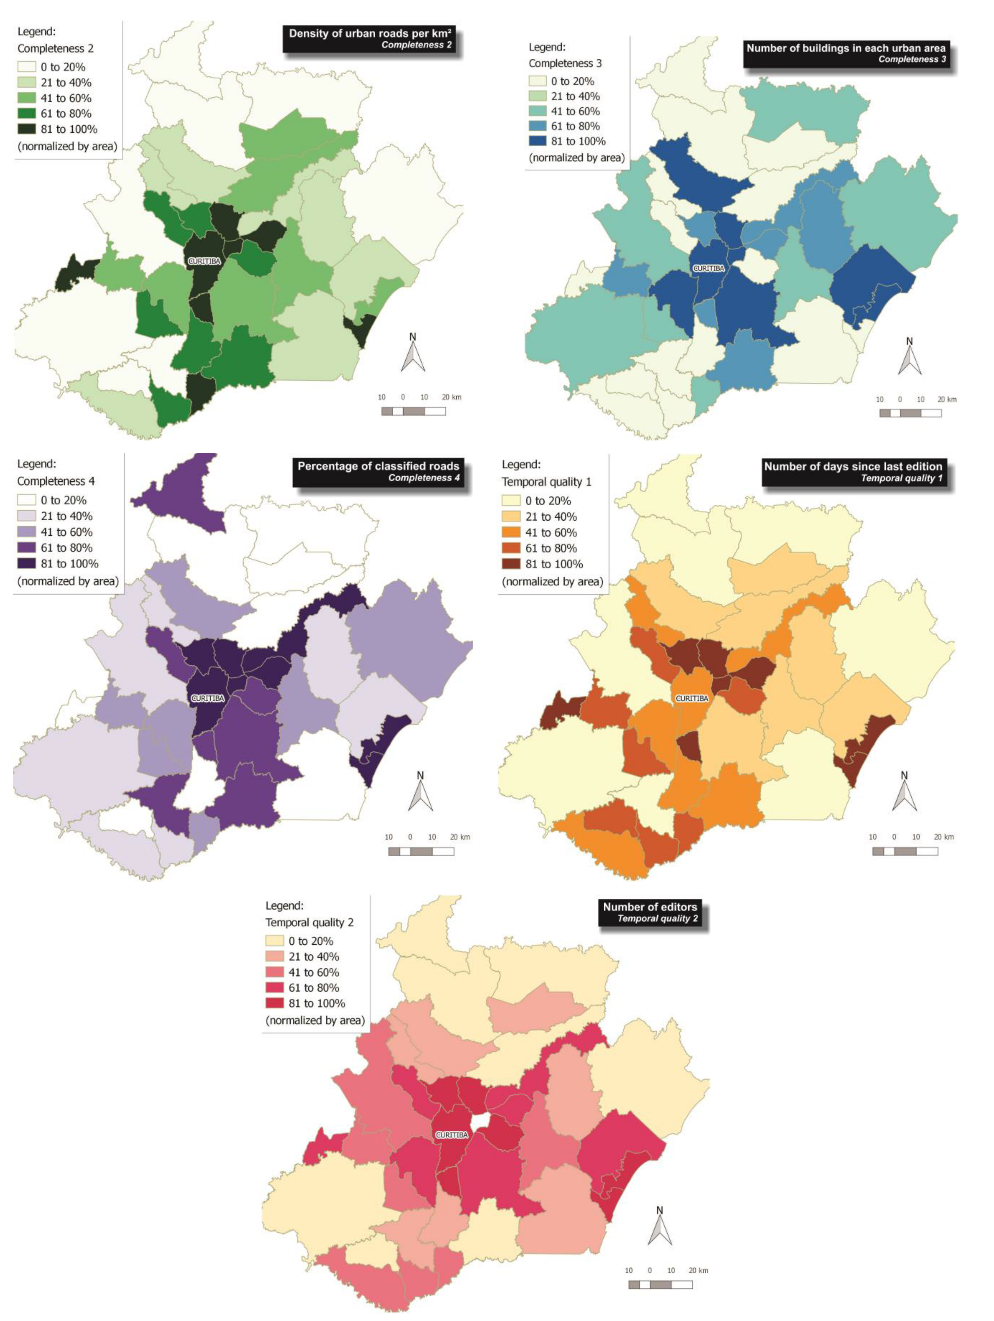 Legend:
Completeness 2
0 to 20%
21 to 40%
41 to 60%
61 to 80%
81 to 100%
(normalized by area)
Density of urban roads per km²
Completeness 2
CURITIBA
N
10 0 10 20 km
Legend:
Completeness 3
0 to 20%
21 to 40%
41 to 60%
61 to 80%
81 to 100%
(normalized by area)
Number of buildings in each urban area
Completeness 3
CURITIBA
N
10 0 10 20 km
Legend:
Completeness 4
0 to 20%
21 to 40%
41 to 60%
61 to 80%
81 to 100%
(normalized by area)
Percentage of classified roads
Completeness 4
CURITIBA
N
10 0 10 20 km
Legend:
Temporal quality 1
0 to 20%
21 to 40%
41 to 60%
61 to 80%
81 to 100%
(normalized by area)
Number of days since last edition
Temporal quality 1
CURITIBA
N
10 0 10 20 km
Legend:
Temporal quality 2
0 to 20%
21 to 40%
41 to 60%
61 to 80%
81 to 100%
(normalized by area)
Number of editors
Temporal quality 2
CURITIBA
N
10 0 10 20 km